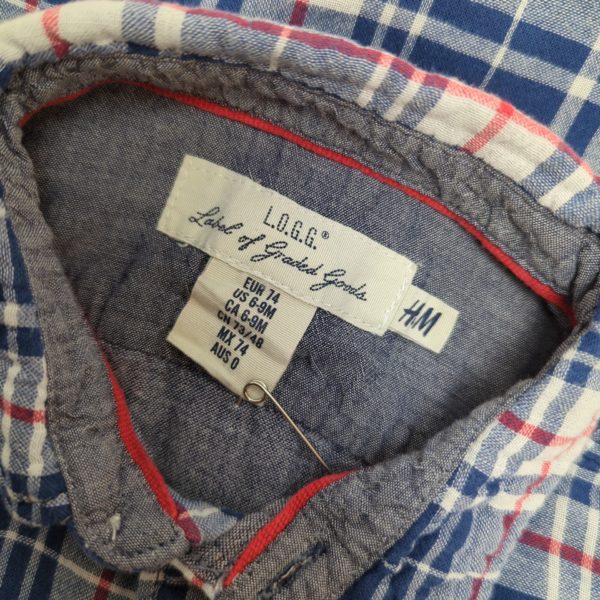 L.O.G.G.®
Label of Graded Goods
H&M
EUR 74
US 6-9M
CA 6-9M
CN 73/48
MX 74
AUS 0